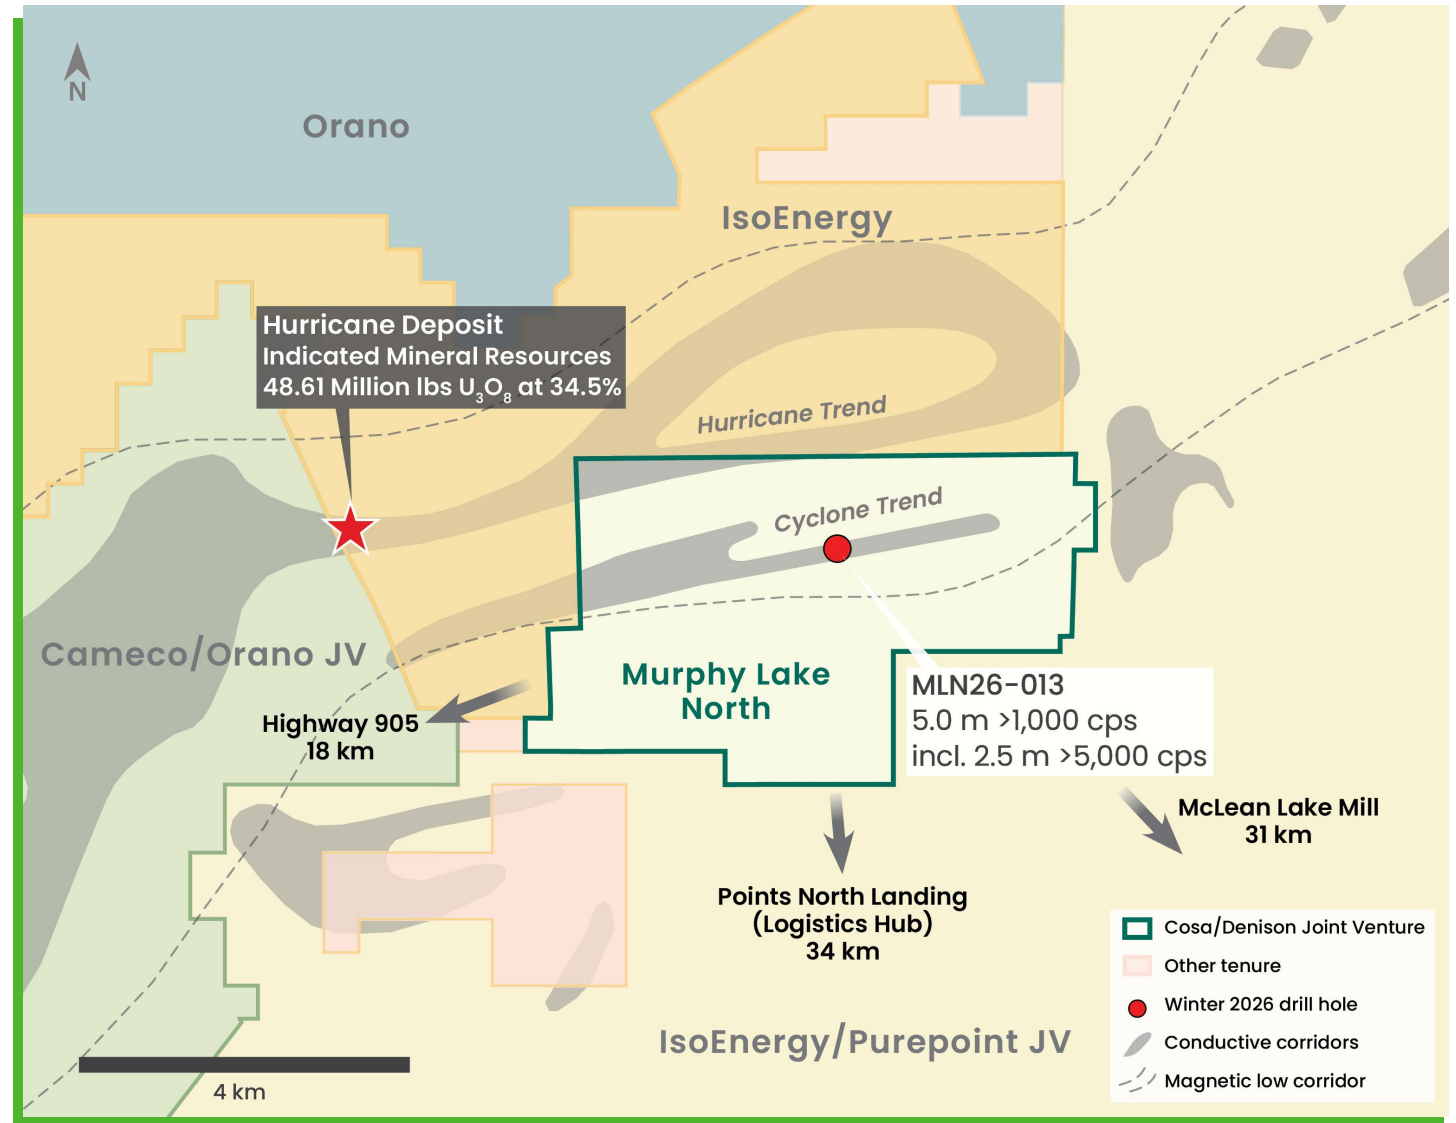 N
Orano
IsoEnergy
Hurricane Deposit
Indicated Mineral Resources
48.61 Million lbs U₃O₈ at 34.5%
Hurricane Trend
Cyclone Trend
Cameco/Orano JV
Murphy Lake
North
MLN26-013
5.0 m >1,000 cps
incl. 2.5 m >5,000 cps
Highway 905
18 km
McLean Lake Mill
31 km
Points North Landing
(Logistics Hub)
34 km
IsoEnergy/Purepoint JV
4 km
Cosa/Denison Joint Venture
Other tenure
Winter 2026 drill hole
Conductive corridors
Magnetic low corridor